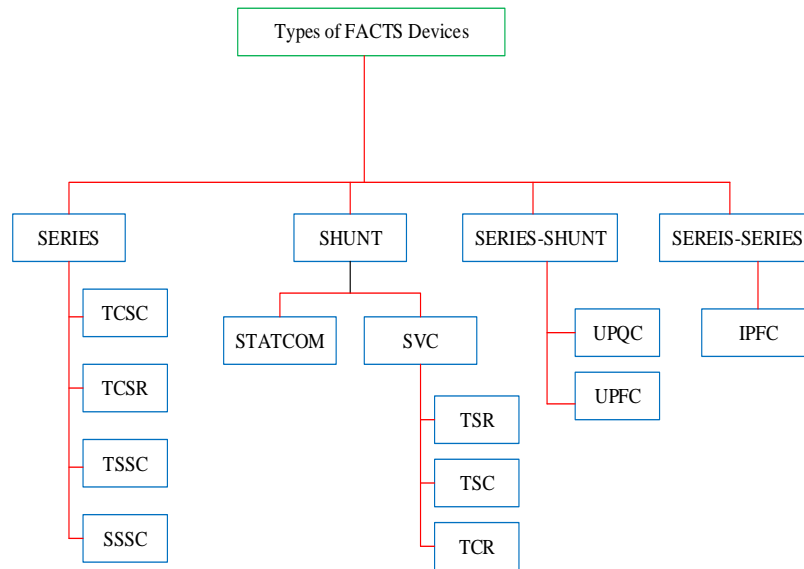 Types of FACTS Devices
SERIES
SHUNT
SERIES-SHUNT
SEREIS-SERIES
TCSC
TCSR
TSSC
SSSC
STATCOM
SVC
TSR
TSC
TCR
UPQC
UPFC
IPFC